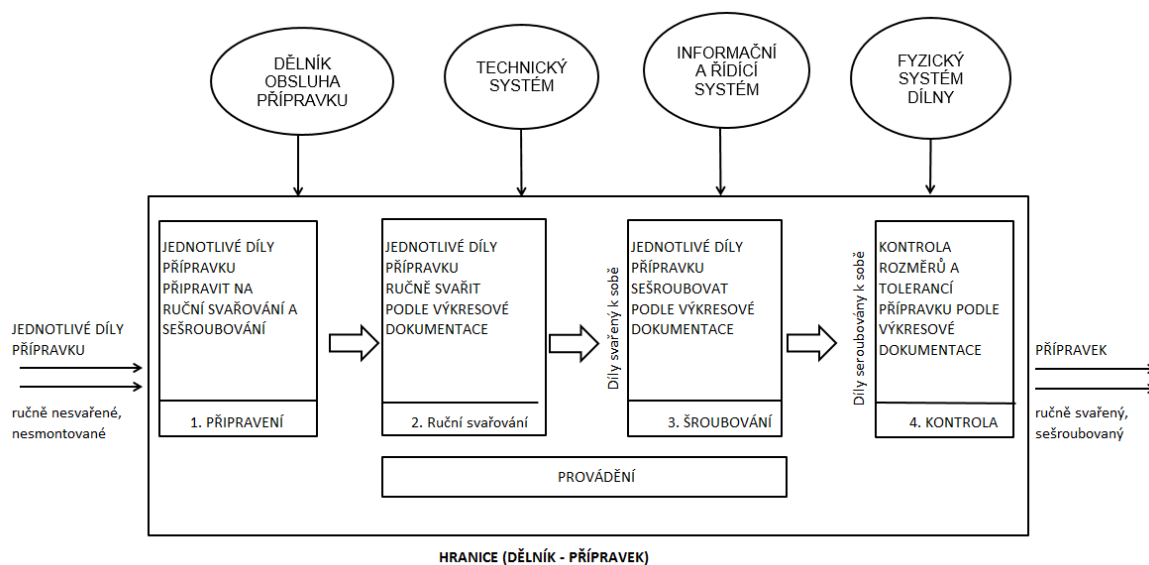 DĚLNÍK
OBSLUHA
PŘÍPRAVKU
TECHNICKÝ
SYSTÉM
INFORMAČNÍ
A ŘÍDÍCÍ
SYSTÉM
FYZICKÝ
SYSTÉM
DÍLNY
JEDNOTLIVÉ DÍLY
PŘÍPRAVKU
ručně nesvařené,
nesmontované
JEDNOTLIVÉ DÍLY
PŘÍPRAVKU
PŘIPRAVIT NA
RUČNÍ SVAŘOVÁNÍ A
SEŠROUBOVÁNÍ
1. PŘIPRAVENÍ
JEDNOTLIVÉ DÍLY
PŘÍPRAVKU
RUČNĚ SVAŘIT
PODLE VÝKRESOVÉ
DOKUMENTACE
2. Ruční svařování
Díly svařený k sobě
JEDNOTLIVÉ DÍLY
PŘÍPRAVKU
SEŠROUBOVAT
PODLE VÝKRESOVÉ
DOKUMENTACE
3. ŠROUBOVÁNÍ
Díly seroubovány k sobě
KONTROLA
ROZMĚRŮ A
TOLERANCÍ
PŘÍPRAVKU PODLE
VÝKRESOVÉ
DOKUMENTACE
4. KONTROLA
PŘÍPRAVEK
ručně svařený,
sešroubovaný
PROVÁDĚNÍ
HRANICE (DĚLNÍK - PŘÍPRAVEK)